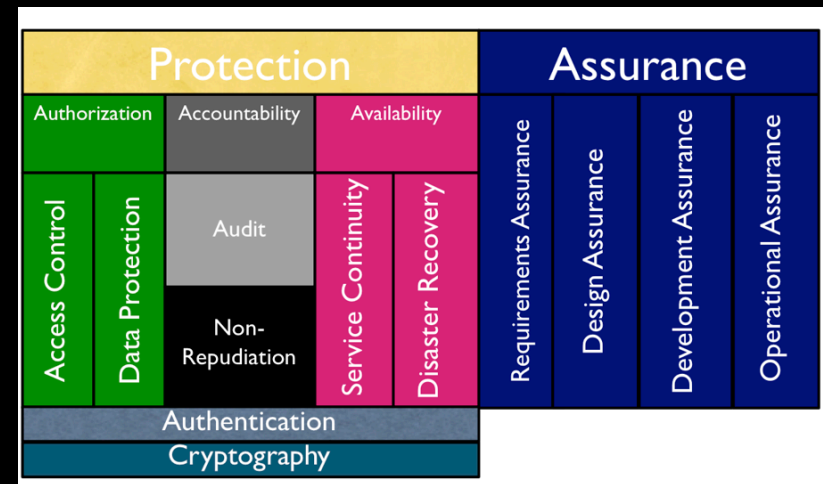 Protection
Assurance
Authorization
Accountability
Availability
Access Control
Data Protection
Audit
Non-
Repudiation
Service Continuity
Disaster Recovery
Requirements Assurance
Design Assurance
Development Assurance
Operational Assurance
Authentication
Cryptography